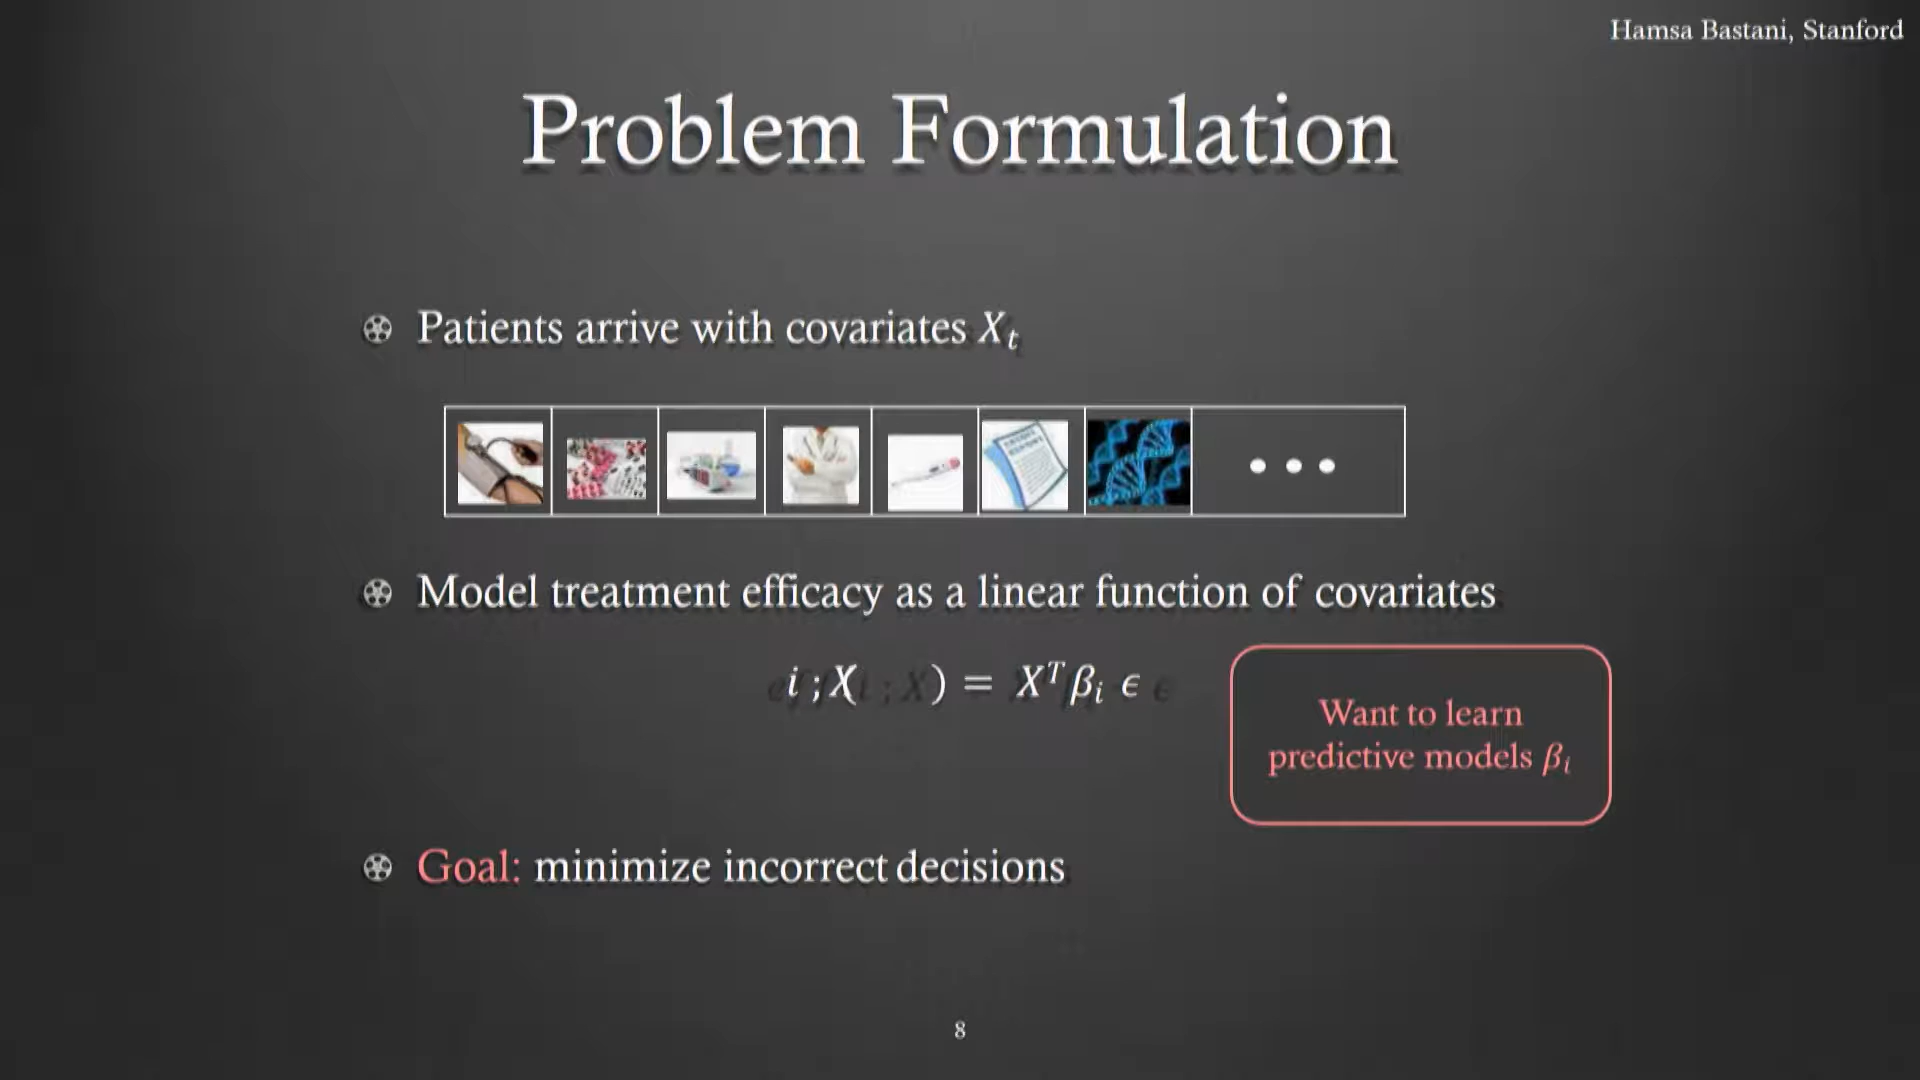 Hamsa Bastani, Stanford
Problem Formulation
Patients arrive with covariates X_t
Model treatment efficacy as a linear function of covariates
i ; X ) = X^T β_i ϵ
Want to learn
predictive models β_i
Goal: minimize incorrect decisions
8